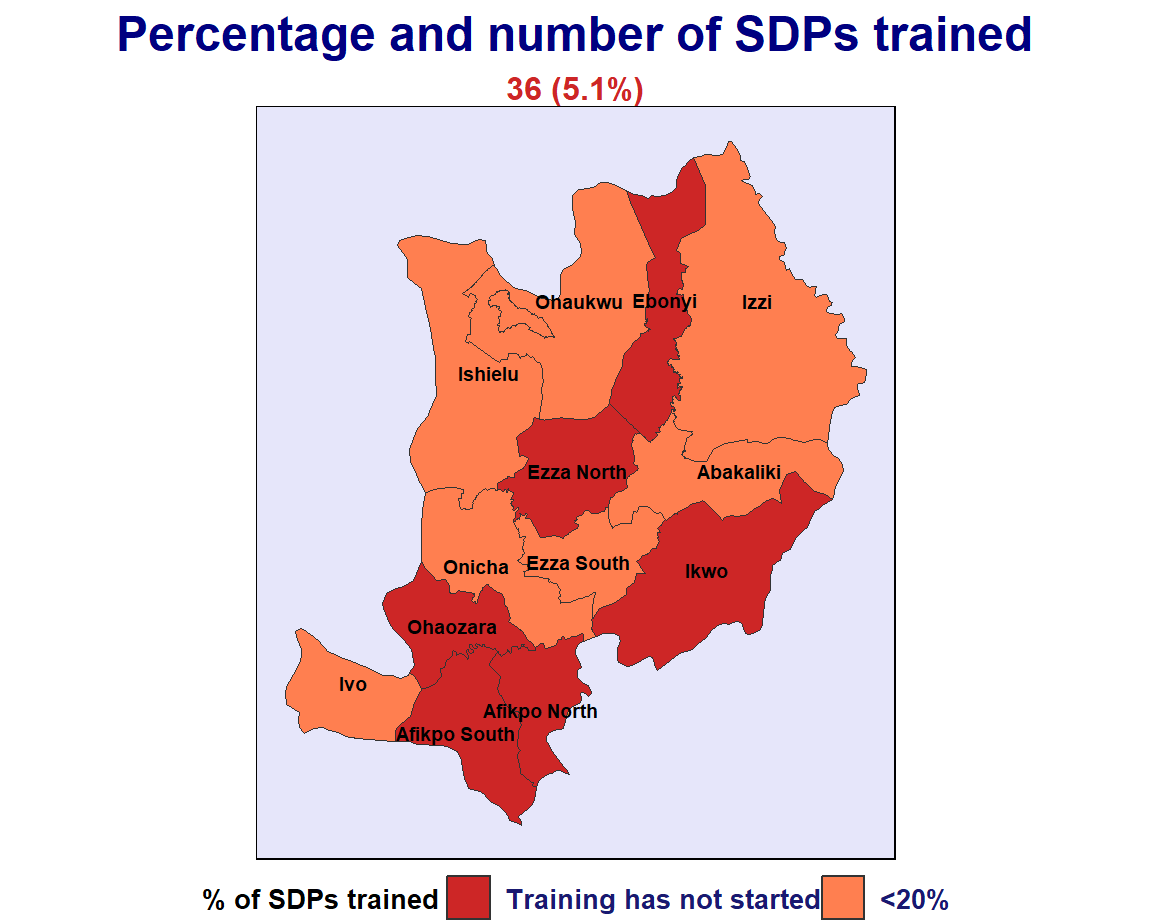 Percentage and number of SDPs trained
36 (5.1%)
Ohaukwu Ebonyi Izzi
Ishielu
Ezza North Abakaliki
Onicha Ezza South Ikwo
Ohaozara
Ivo
Afikpo North
Afikpo South
% of SDPs trained Training has not started <20%